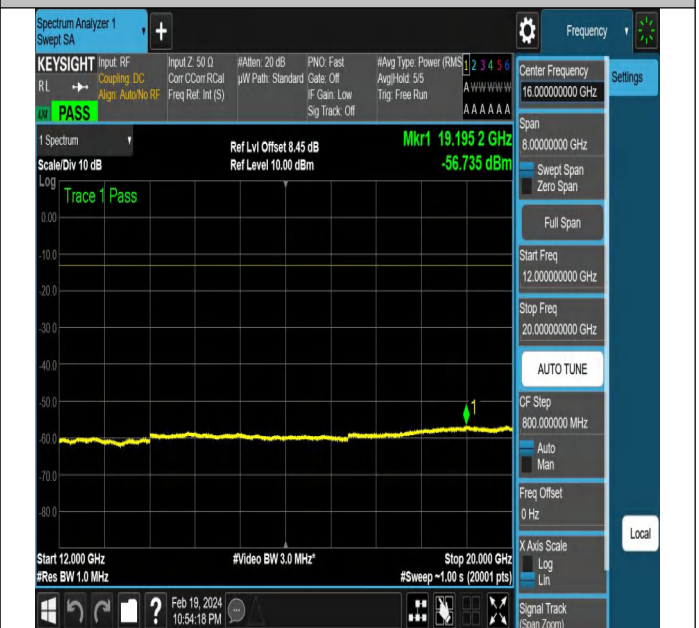 Spectrum Analyzer 1
Swept SA
+
Frequency
KEYSIGHT
RL
Input: RF
Coupling: DC
Align: Auto/No RF
Input Z: 50 Ω
Corr CCorr RCal
Freq Ref: Int (S)
#Atten: 20 dB
µW Path: Standard
PNO: Fast
Gate: Off
IF Gain: Low
Sig Track: Off
#Avg Type: Power (RMS
Avg|Hold: 5/5
Trig: Free Run
1 2 3 4 5 6
A W W W W W
A A A A A A
PASS
1 Spectrum
Scale/Div 10 dB
Ref Lvl Offset 8.45 dB
Ref Level 10.00 dBm
Mkr1 19.195 2 GHz
-56.735 dBm
Log
Trace 1 Pass
0.00
-10.0
-20.0
-30.0
-40.0
-50.0
-60.0
-70.0
-80.0
1
Start 12.000 GHz
#Res BW 1.0 MHz
#Video BW 3.0 MHz*
Stop 20.000 GHz
#Sweep ~1.00 s (20001 pts)
?
Feb 19, 2024
10:54:18 PM
Center Frequency
16.000000000 GHz
Settings
Span
8.00000000 GHz
Swept Span
Zero Span
Full Span
Start Freq
12.000000000 GHz
Stop Freq
20.000000000 GHz
AUTO TUNE
CF Step
800.000000 MHz
Auto
Man
Freq Offset
0 Hz
X Axis Scale
Log
Lin
Local
Signal Track
(Span Zoom)